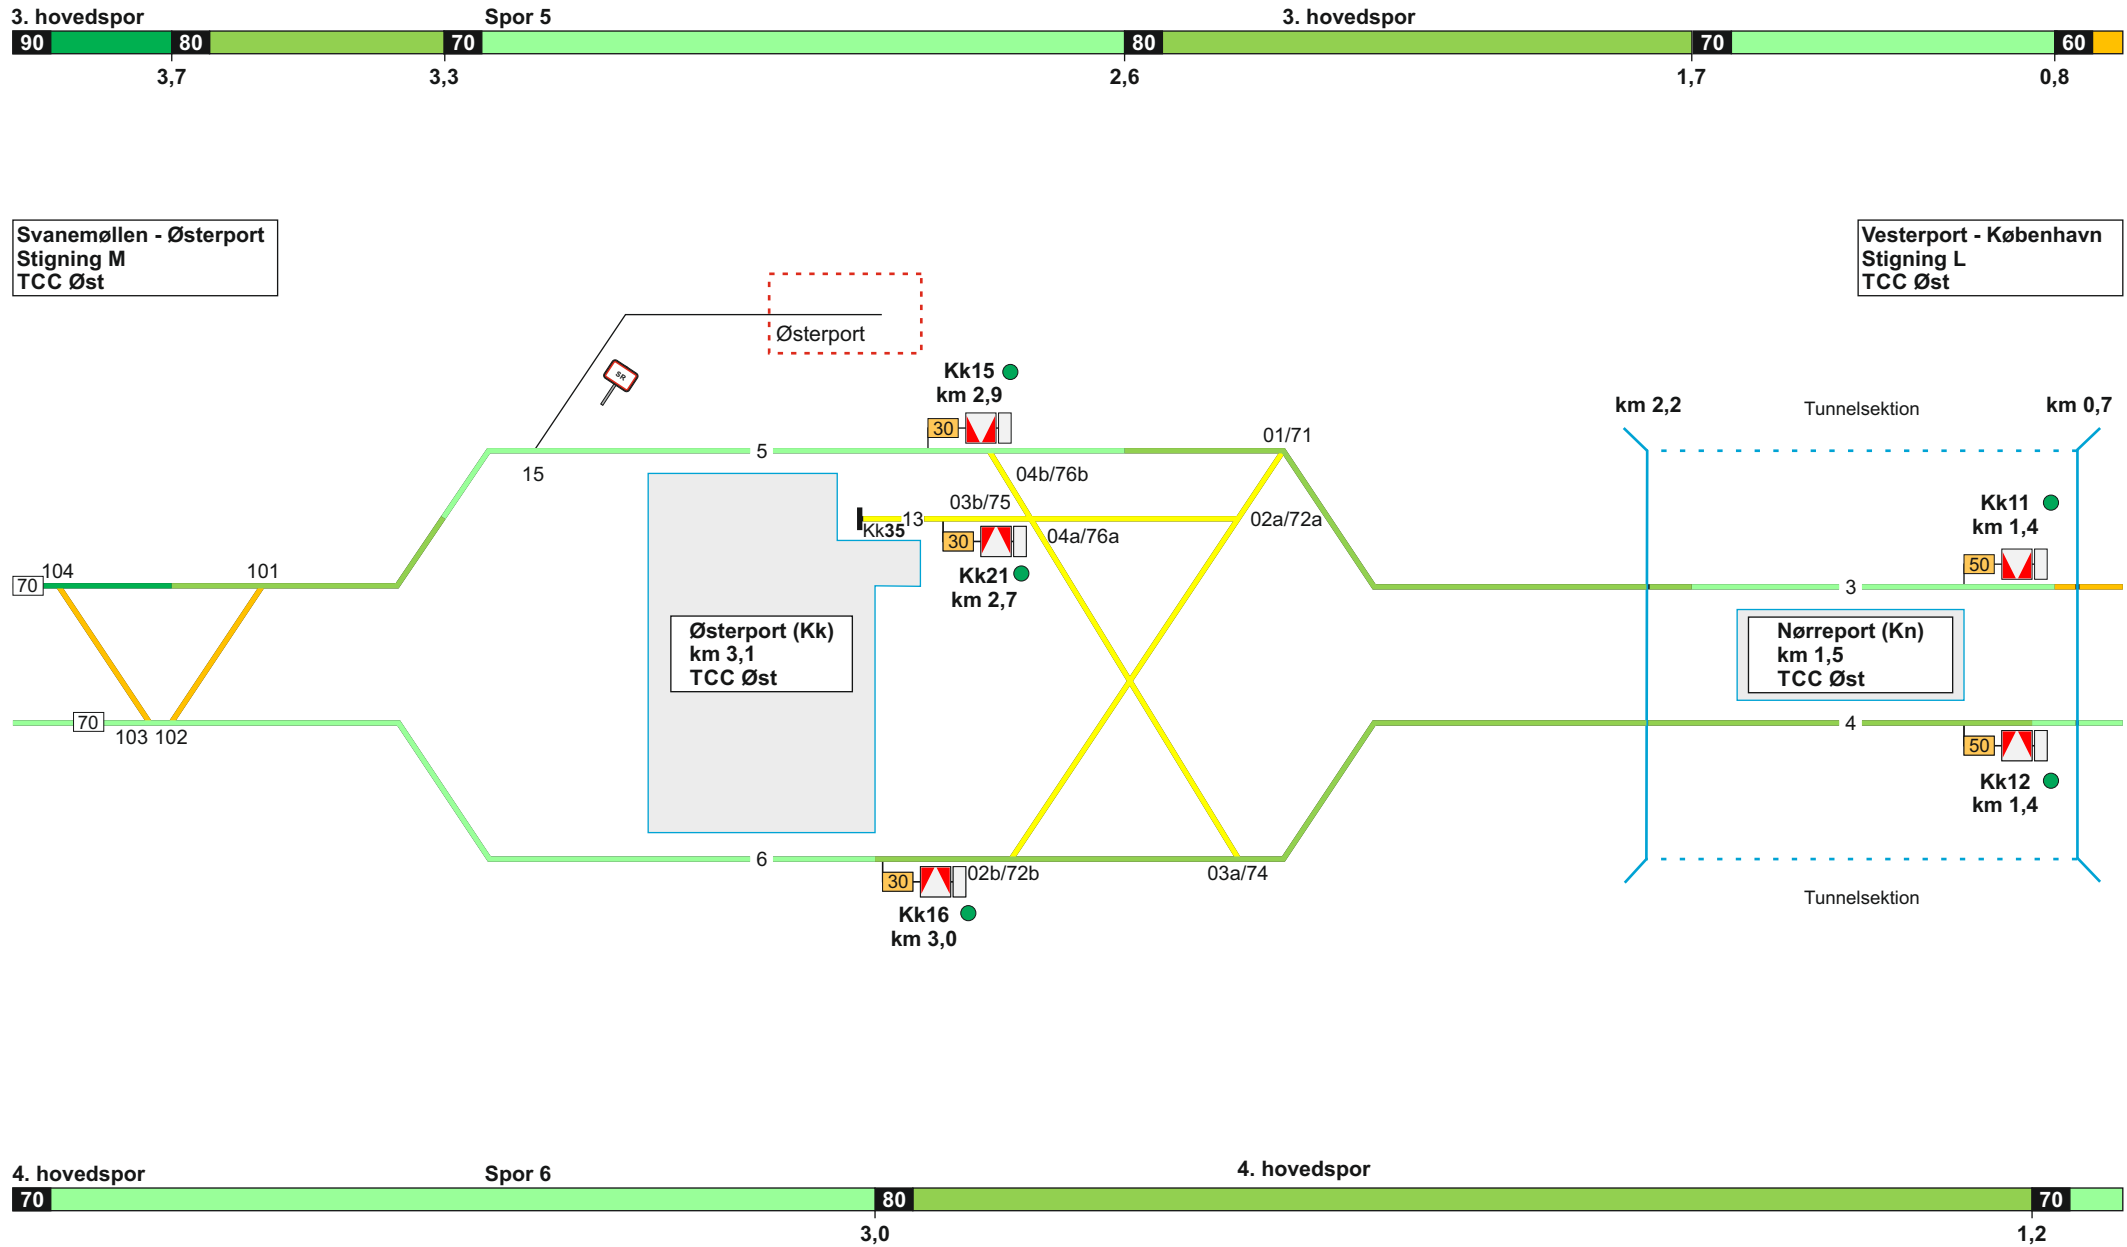 3. hovedspor
Spor 5
3. hovedspor
90
80
70
80
70
60
3,7
3,3
2,6
1,7
0,8
Svanemøllen - Østerport
Stigning M
TCC Øst
Vesterport - København
Stigning L
TCC Øst
Østerport
SR
Kk15
km 2,9
30
km 2,2
Tunnelsektion
km 0,7
01/71
5
15
04b/76b
03b/75
13
Kk35
30
04a/76a
02a/72a
Kk21
km 2,7
Kk11
km 1,4
50
104
101
70
3
Østerport (Kk)
km 3,1
TCC Øst
Nørreport (Kn)
km 1,5
TCC Øst
70
103
102
4
50
Kk12
km 1,4
6
30
02b/72b
03a/74
Kk16
km 3,0
Tunnelsektion
4. hovedspor
Spor 6
4. hovedspor
70
80
70
3,0
1,2